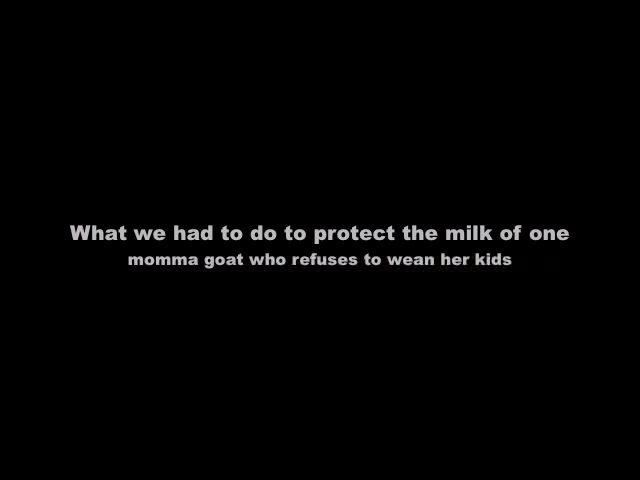 What we had to do to protect the milk of one
momma goat who refuses to wean her kids